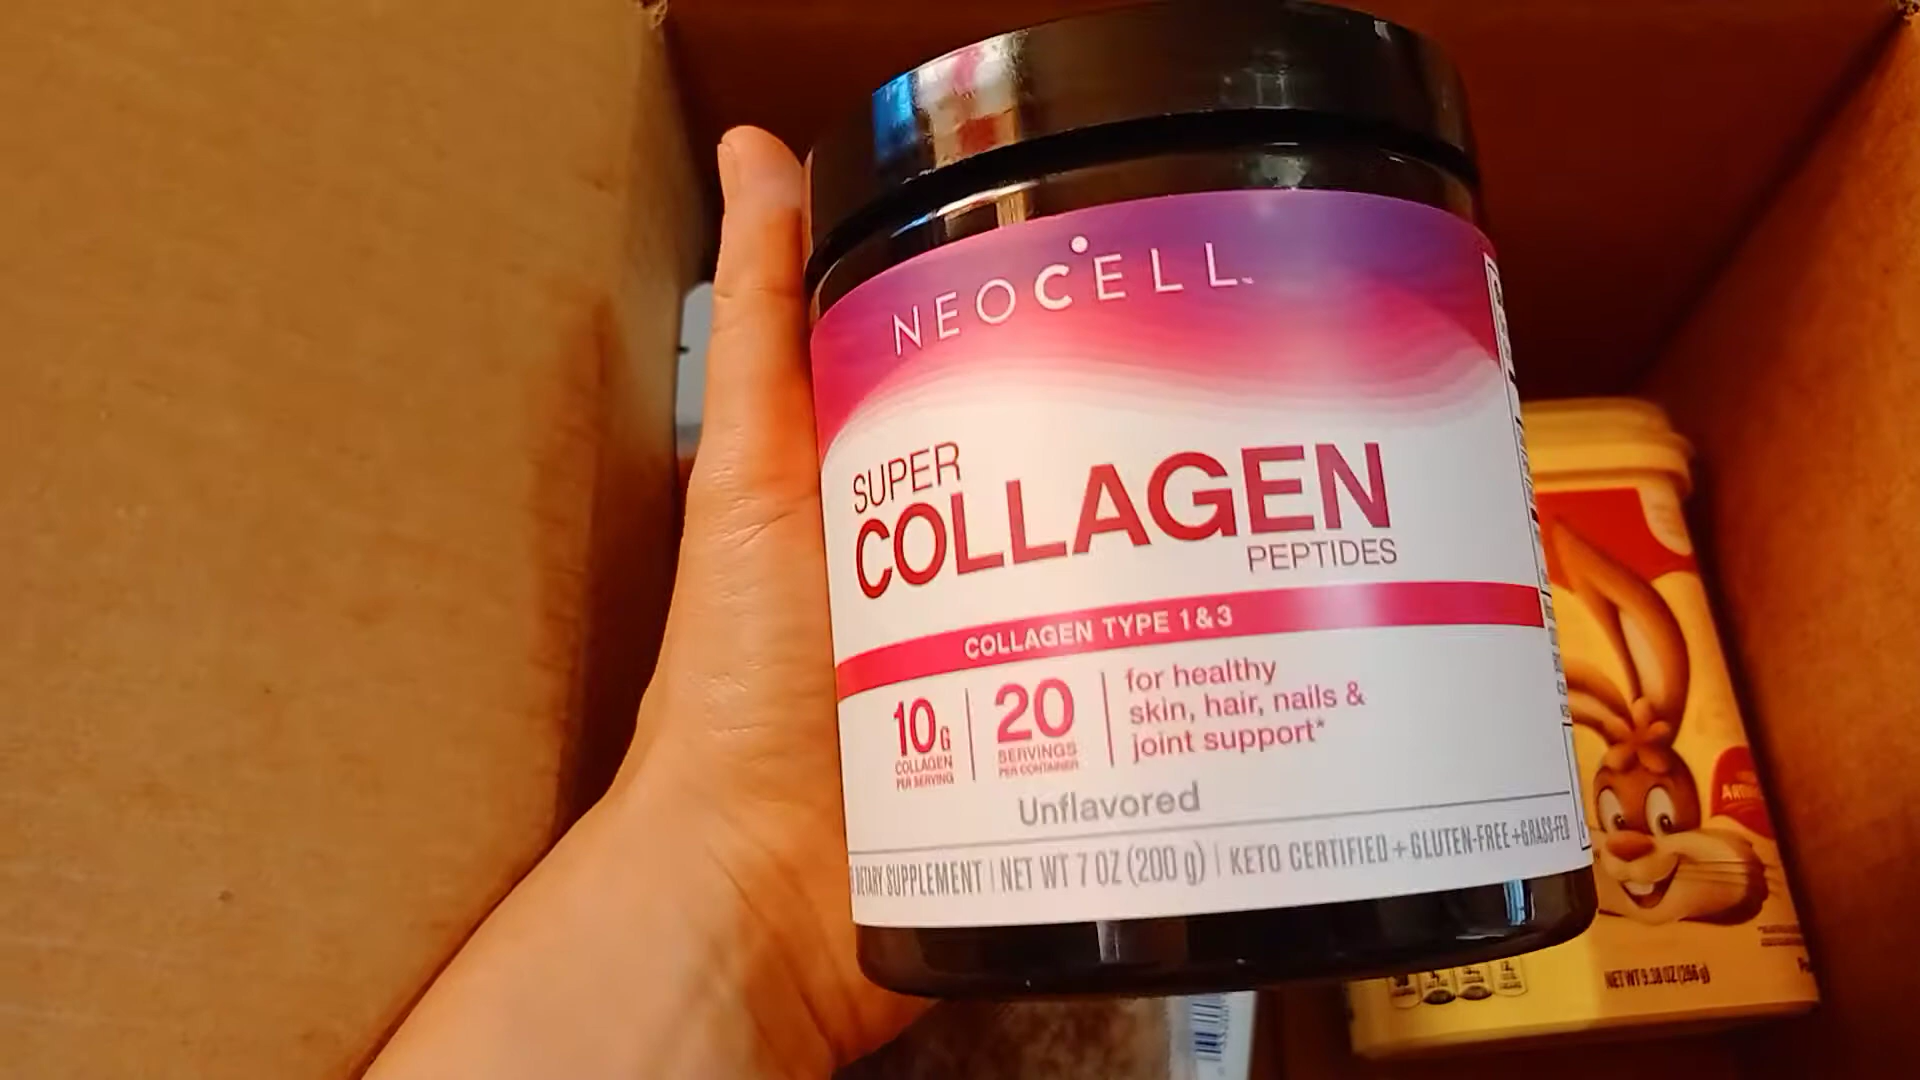 NEOCELL™
SUPER
COLLAGEN
PEPTIDES
COLLAGEN TYPE 1&3
10G
COLLAGEN
PER SERVING
20
SERVINGS
PER CONTAINER
for healthy
skin, hair, nails &
joint support*
Unflavored
SUPPLEMENT | NET WT 7 OZ (200 g) | KETO CERTIFIED + GLUTEN-FREE + GRASS-FED
NET WT 9.38 OZ (266 g)